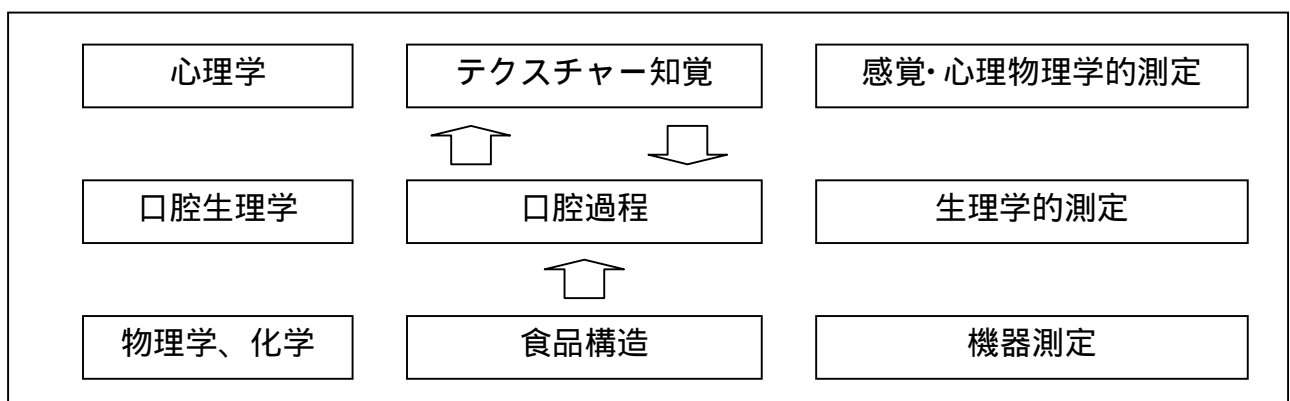 心理学
テクスチャー知覚
感覚・心理物理学的測定
口腔生理学
口腔過程
生理学的測定
物理学、化学
食品構造
機器測定